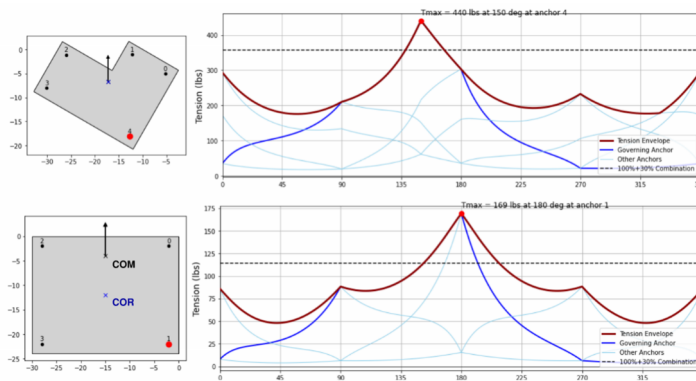 Tmax = 440 lbs at 150 deg at anchor 4
0
−5
−10
−15
−20
2
1
0
3
4
−30 −25 −20 −15 −10 −5
Tension (lbs)
400
300
200
100
0
Tension Envelope
Governing Anchor
Other Anchors
100%+30% Combination
0 45 90 135 180 225 270 315
Tmax = 169 lbs at 180 deg at anchor 1
0
−5
−10
−15
−20
−25
2
0
COM
COR
3
1
−30 −25 −20 −15 −10 −5 0
Tension (lbs)
175
150
125
100
75
50
25
0
Tension Envelope
Governing Anchor
Other Anchors
100%+30% Combination
0 45 90 135 180 225 270 315